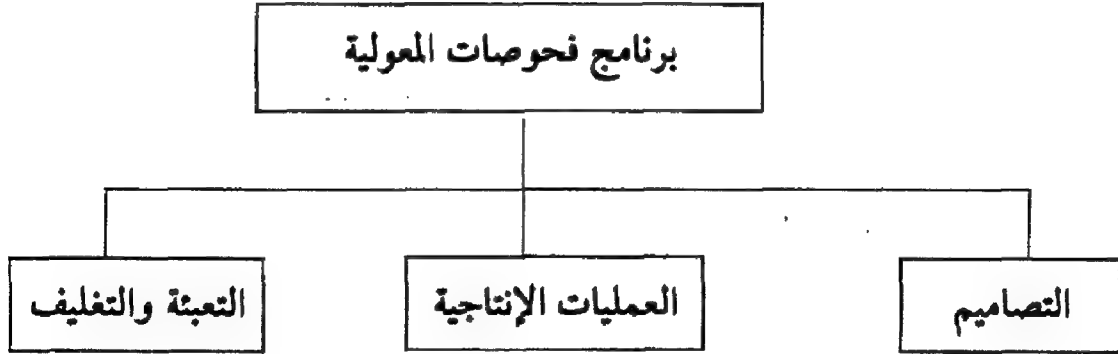 برنامج فحوصات المعولية
التصاميم
العمليات الإنتاجية
التعبئة والتغليف